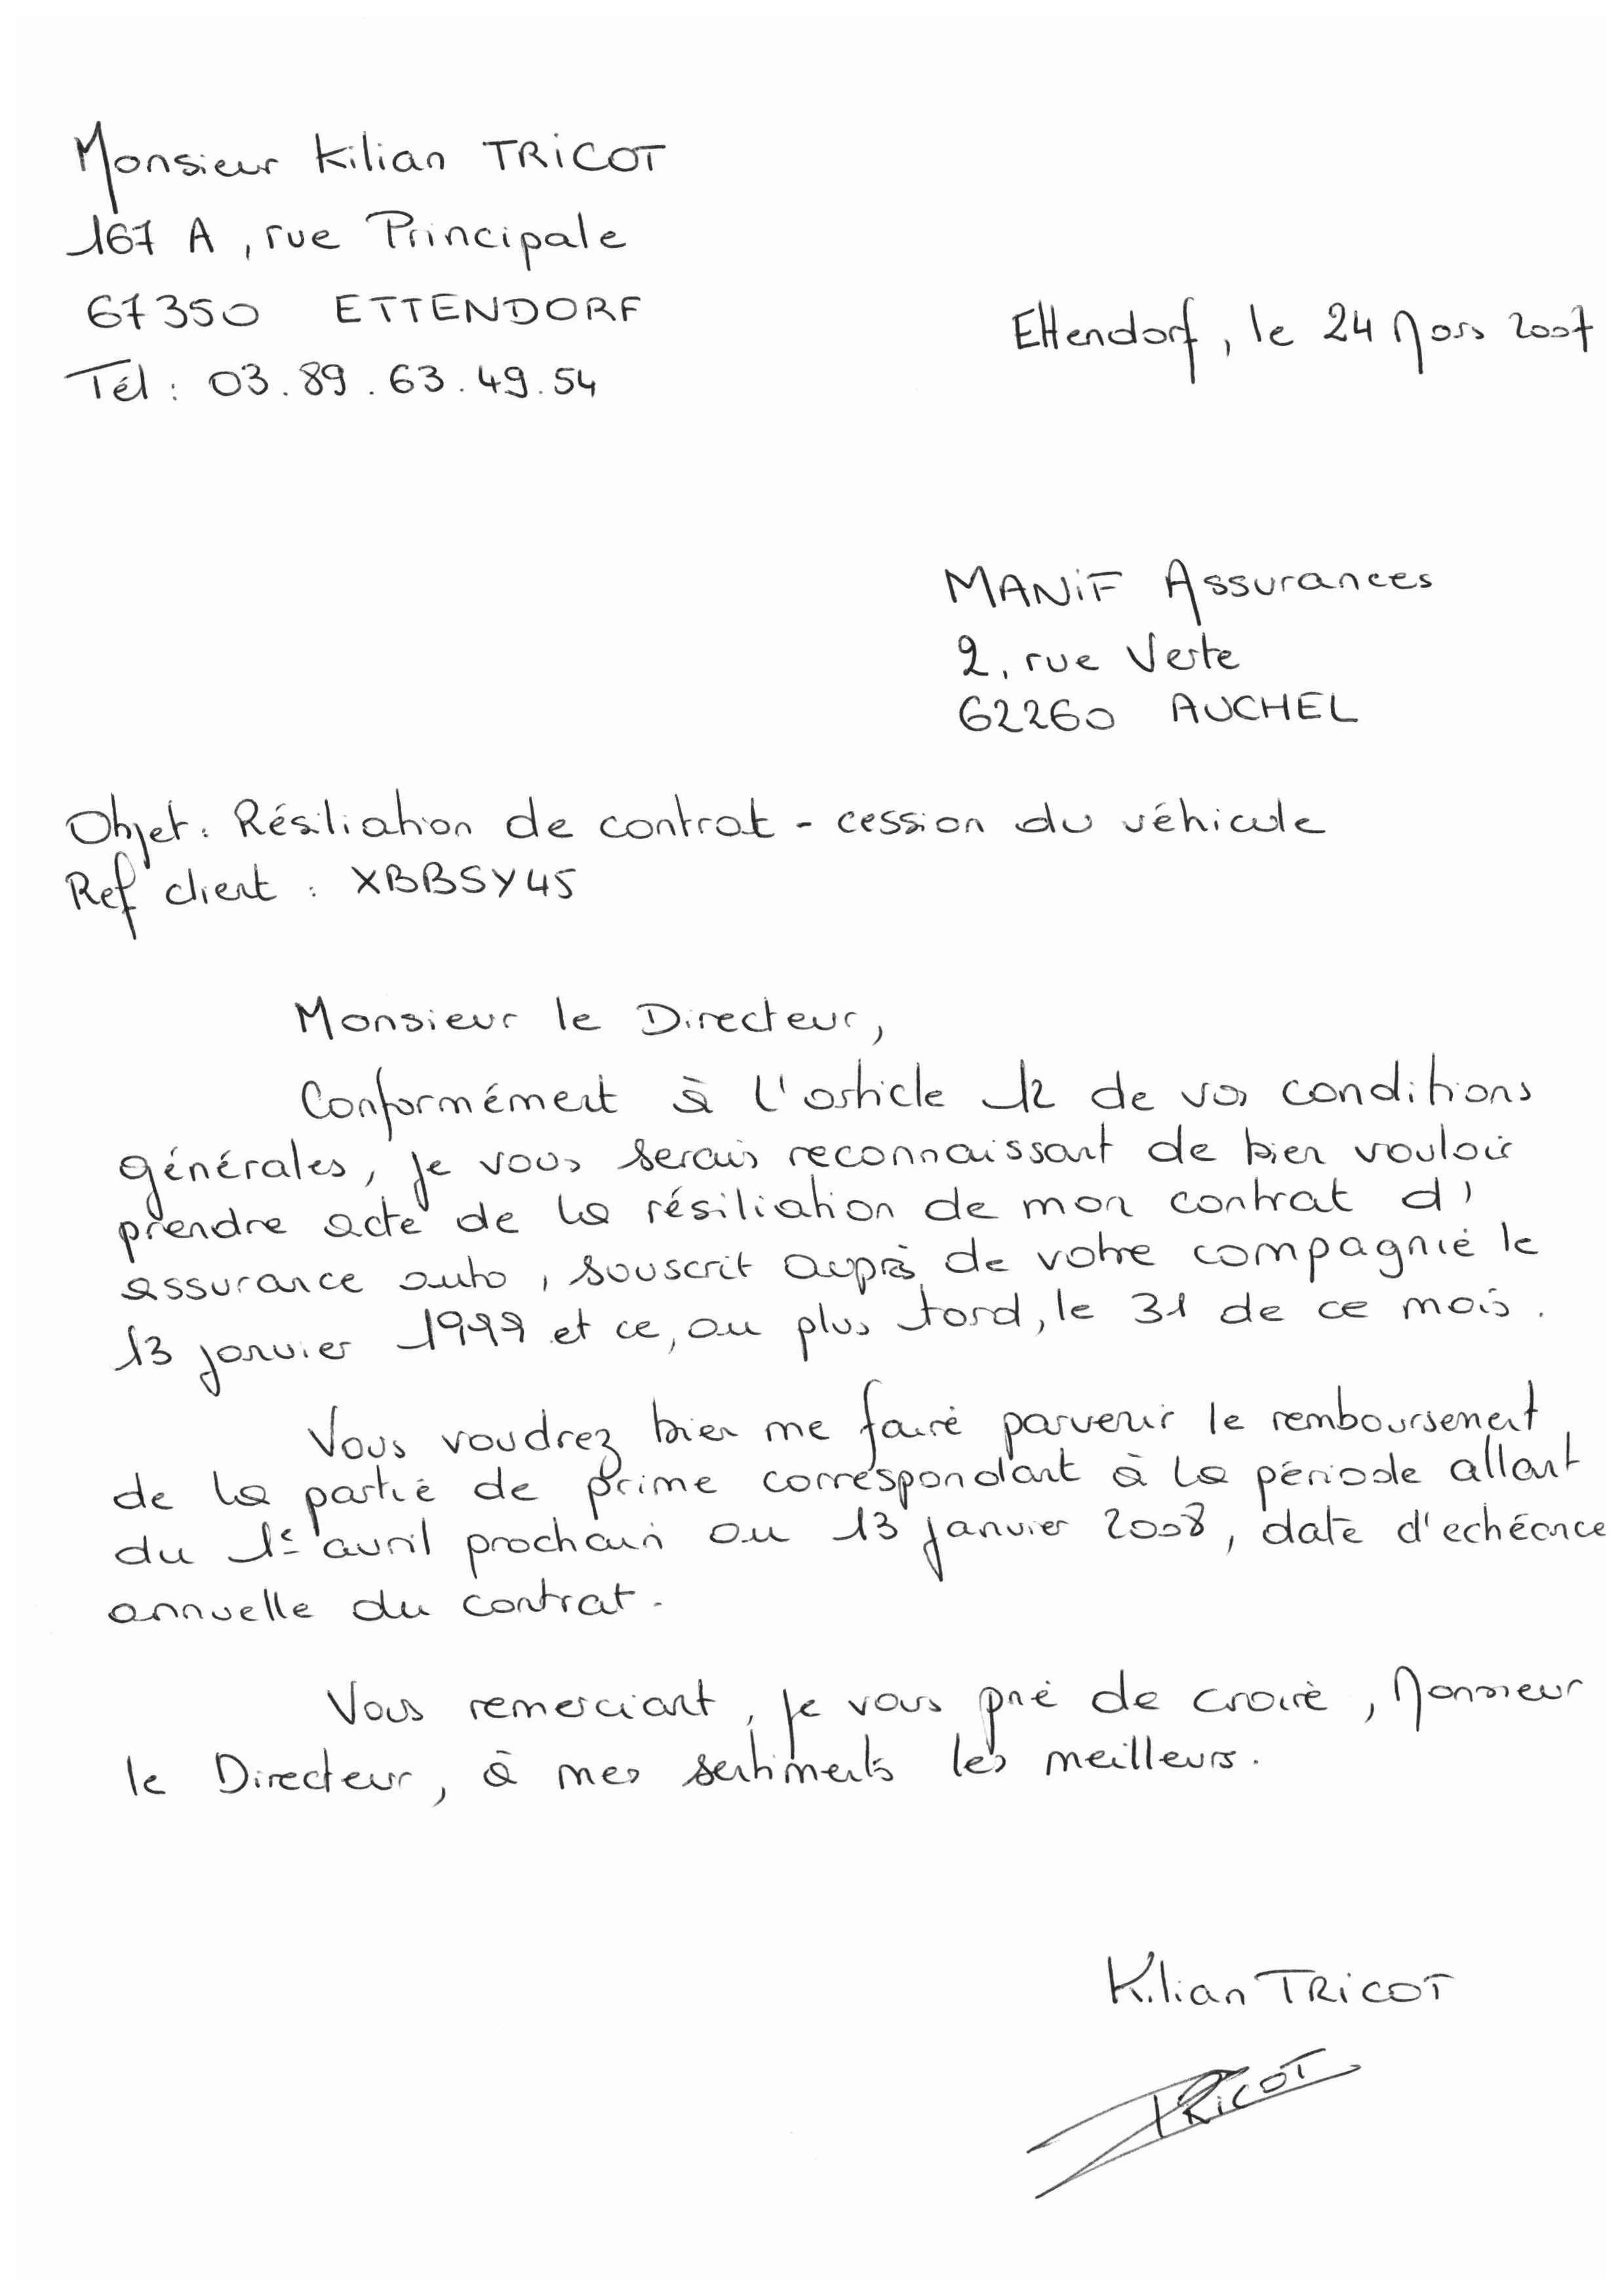 Monsieur Kilian TRICOT
167 A, rue Principale
67350 ETTENDORF
Tél : 03.89.63.49.54
Ettendorf, le 24 Mars 2007
MANIF Assurances
2, rue Verte
62260 AUCHEL
Objet : Résiliation de contrat - cession du véhicule
Ref client : XBBSY45
Monsieur le Directeur,
Conformément à l'article 12 de vos conditions
générales, je vous serais reconnaissant de bien vouloir
prendre acte de la résiliation de mon contrat d'
assurance auto, souscrit auprès de votre compagnie le
13 janvier 1999 et ce, au plus tard, le 31 de ce mois.
Vous voudrez bien me faire parvenir le remboursement
de la partie de prime correspondant à la période allant
du 1er avril prochain au 13 janvier 2008, date d'echéance
annuelle du contrat.
Vous remerciant, je vous prie de croire, Monsieur
le Directeur, à mes sentiments les meilleurs.
Kilian TRICOT
TRICOT